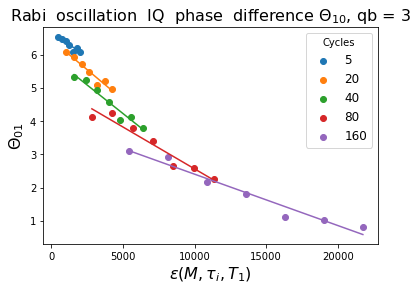 Rabi oscillation IQ phase difference Θ₁₀, qb = 3
Cycles
5
20
40
80
160
Θ₀₁
6
5
4
3
2
1
0 5000 10000 15000 20000
ε(M, τᵢ, T₁)